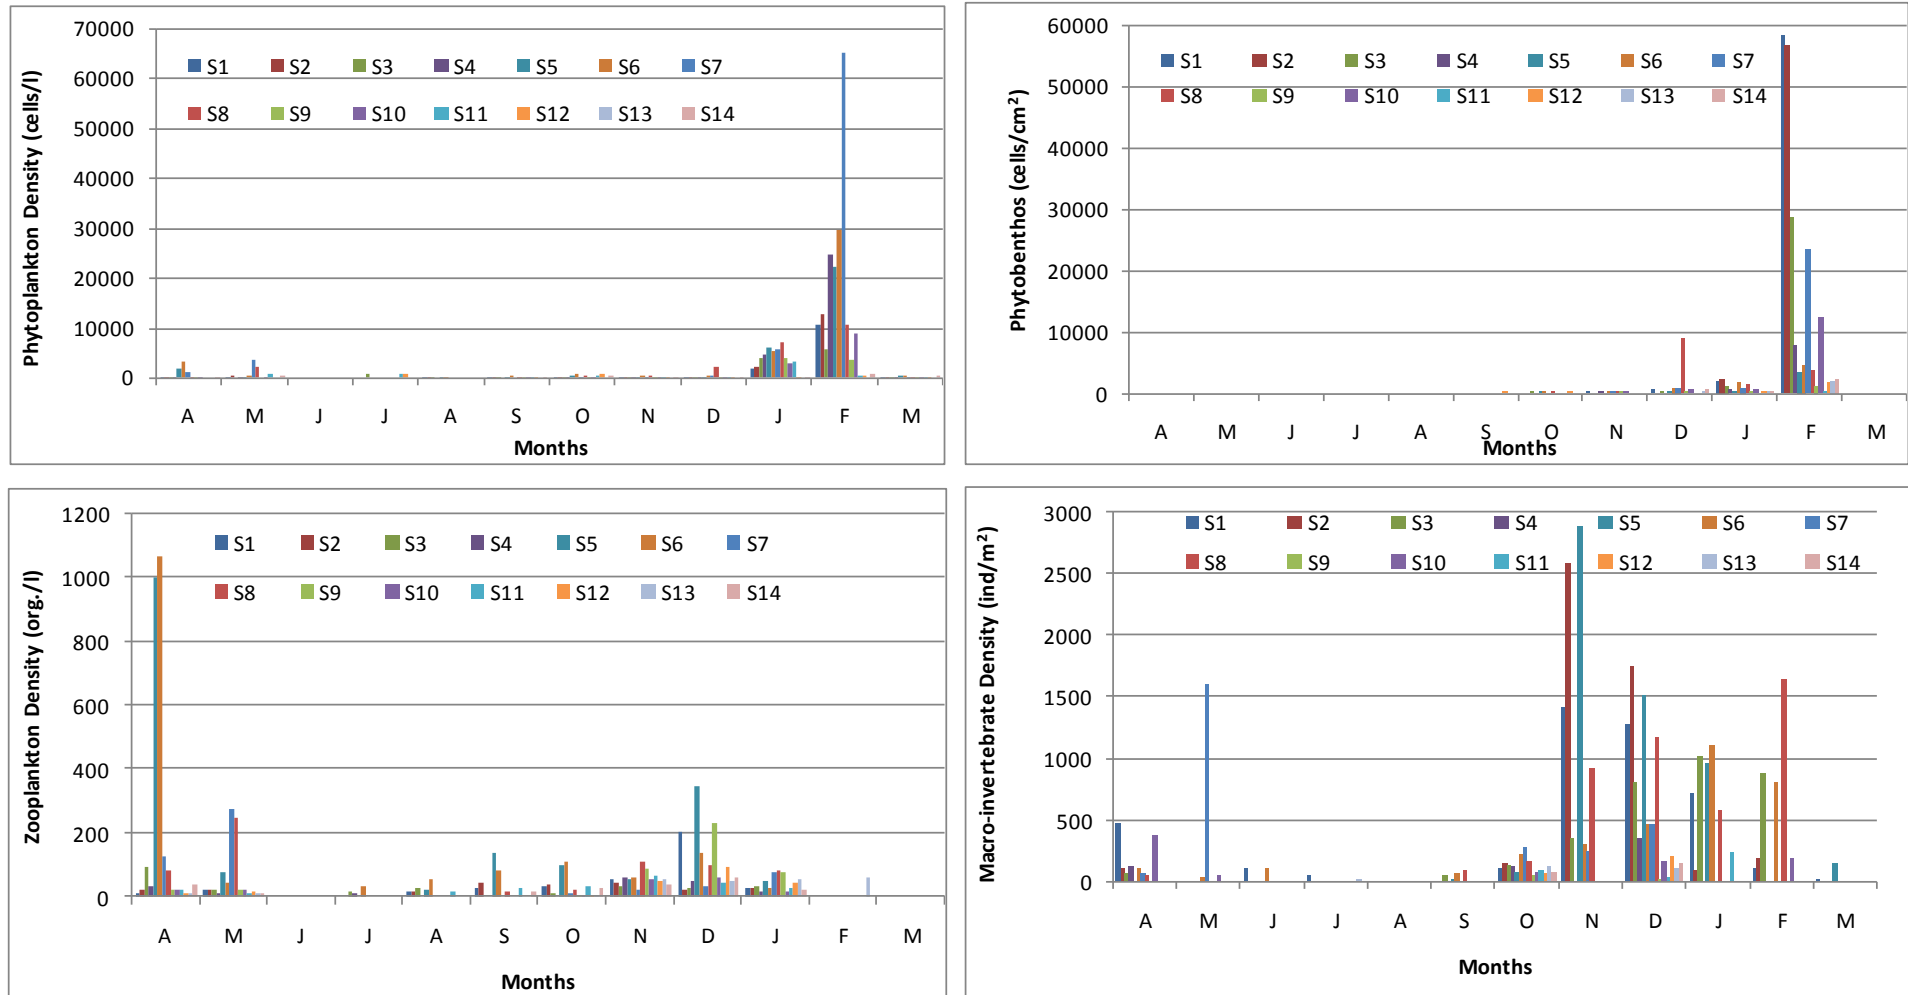 Phytoplankton Density (cells/l)
70000
60000
50000
40000
30000
20000
10000
0
S1 S2 S3 S4 S5 S6 S7
S8 S9 S10 S11 S12 S13 S14
A M J J A S O N D J F M
Months
Phytobenthos (cells/cm²)
60000
50000
40000
30000
20000
10000
0
S1 S2 S3 S4 S5 S6 S7
S8 S9 S10 S11 S12 S13 S14
A M J J A S O N D J F M
Months
Zooplankton Density (org./l)
1200
1000
800
600
400
200
0
S1 S2 S3 S4 S5 S6 S7
S8 S9 S10 S11 S12 S13 S14
A M J J A S O N D J F M
Months
Macro-invertebrate Density (ind/m²)
3000
2500
2000
1500
1000
500
0
S1 S2 S3 S4 S5 S6 S7
S8 S9 S10 S11 S12 S13 S14
A M J J A S O N D J F M
Months